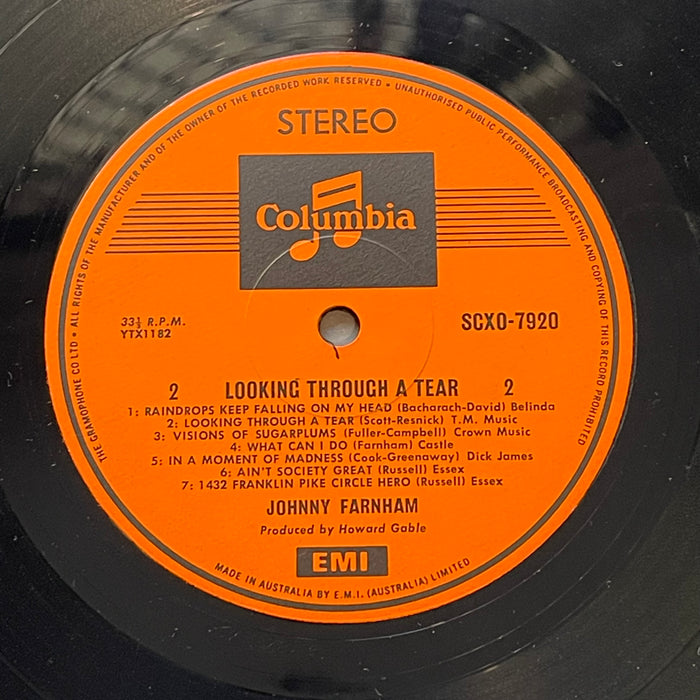 THE GRAMOPHONE CO LTD • ALL RIGHTS OF THE MANUFACTURER AND OF THE OWNER OF THE RECORDED WORK RESERVED • UNAUTHORISED PUBLIC PERFORMANCE BROADCASTING AND COPYING OF THIS RECORD PROHIBITED
STEREO
Columbia
33⅓ R.P.M.
YTX1182
SCXO-7920
2 LOOKING THROUGH A TEAR 2
1: RAINDROPS KEEP FALLING ON MY HEAD (Bacharach-David) Belinda
2: LOOKING THROUGH A TEAR (Scott-Resnick) T.M. Music
3: VISIONS OF SUGARPLUMS (Fuller-Campbell) Crown Music
4: WHAT CAN I DO (Farnham) Castle
5: IN A MOMENT OF MADNESS (Cook-Greenaway) Dick James
6: AIN'T SOCIETY GREAT (Russell) Essex
7: 1432 FRANKLIN PIKE CIRCLE HERO (Russell) Essex
JOHNNY FARNHAM
Produced by Howard Gable
EMI
MADE IN AUSTRALIA BY E.M.I. (AUSTRALIA) LIMITED